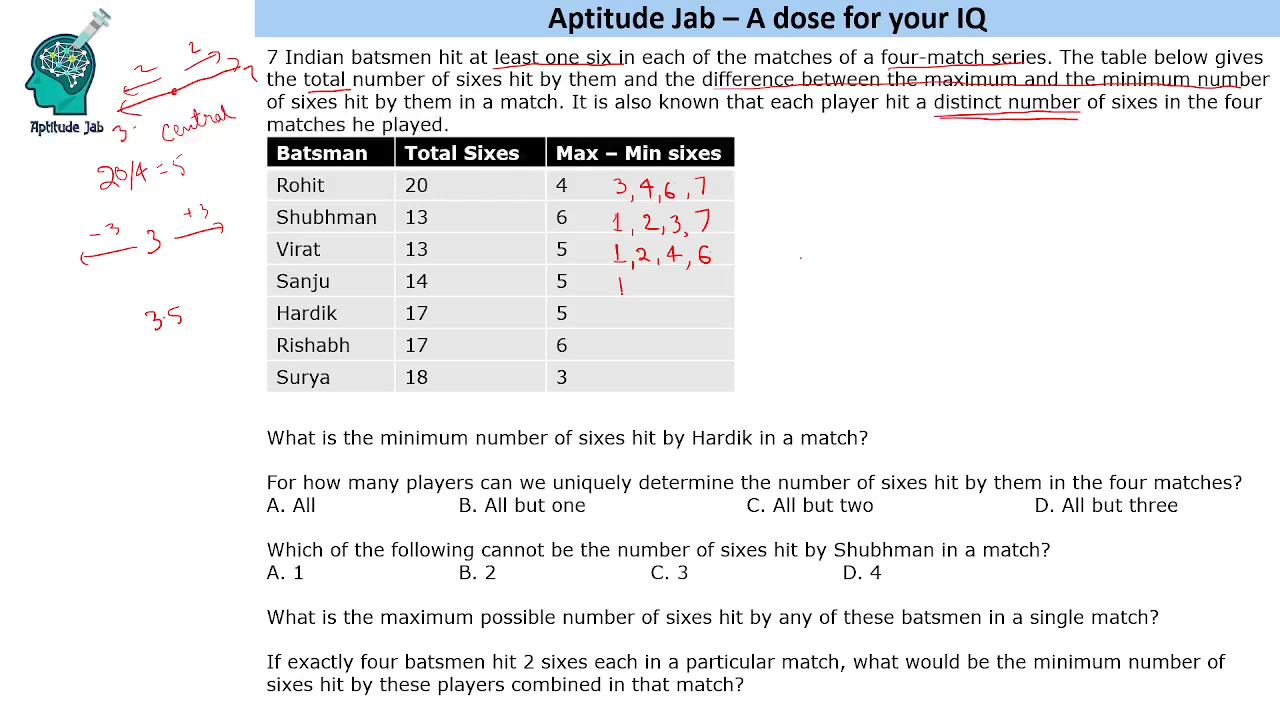 Aptitude Jab – A dose for your IQ
7 Indian batsmen hit at least one six in each of the matches of a four-match series. The table below gives
the total number of sixes hit by them and the difference between the maximum and the minimum number
of sixes hit by them in a match. It is also known that each player hit a distinct number of sixes in the four
matches he played.
Aptitude Jab
2 2
3 7
central
20/4 = 5
-3 3 +3
3.5
Batsman Total Sixes Max – Min sixes
Rohit 20 4 3, 4, 6, 7
Shubhman 13 6 1, 2, 3, 7
Virat 13 5 1, 2, 4, 6
Sanju 14 5 1
Hardik 17 5
Rishabh 17 6
Surya 18 3
What is the minimum number of sixes hit by Hardik in a match?
For how many players can we uniquely determine the number of sixes hit by them in the four matches?
A. All B. All but one C. All but two D. All but three
Which of the following cannot be the number of sixes hit by Shubhman in a match?
A. 1 B. 2 C. 3 D. 4
What is the maximum possible number of sixes hit by any of these batsmen in a single match?
If exactly four batsmen hit 2 sixes each in a particular match, what would be the minimum number of
sixes hit by these players combined in that match?